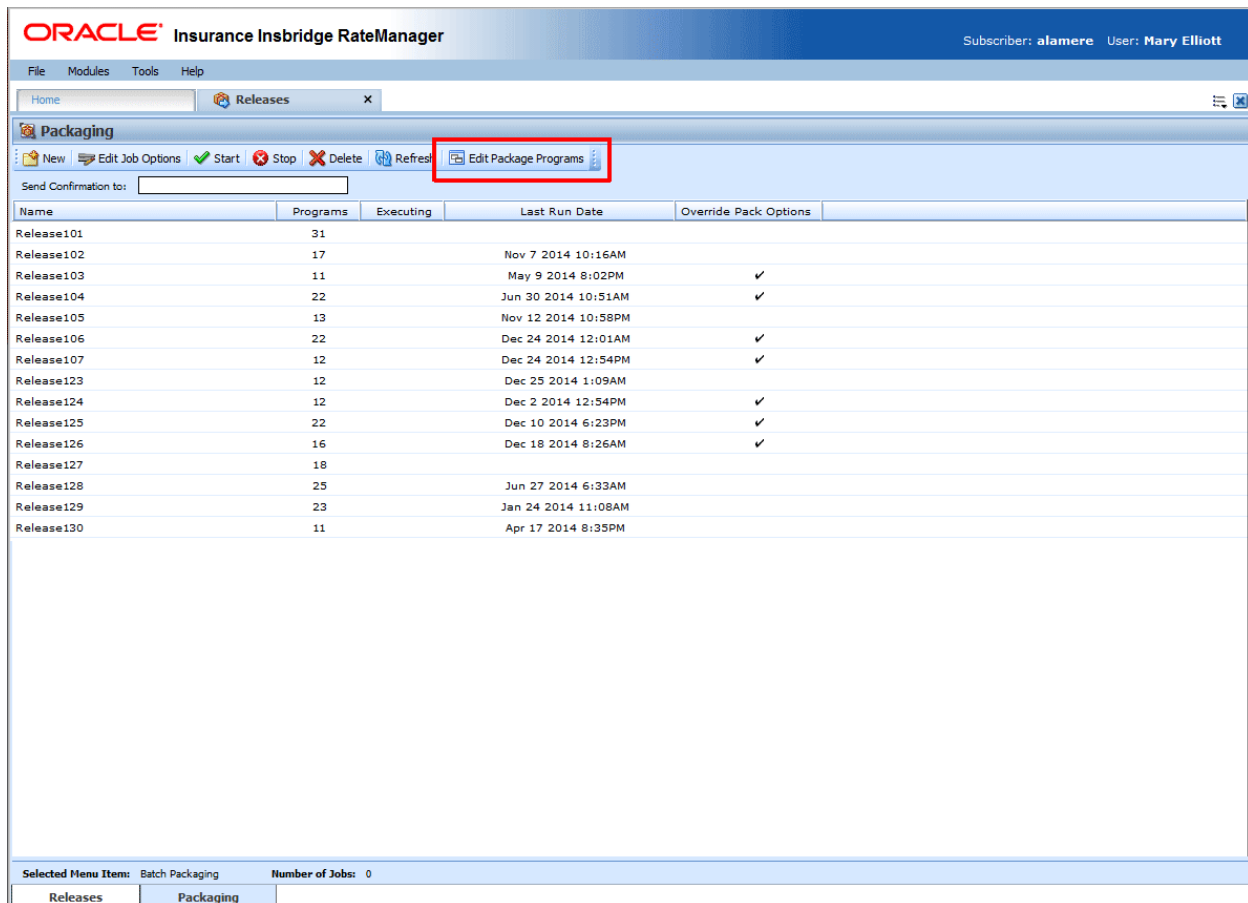 ORACLE Insurance Insbridge RateManager
Subscriber: alamere User: Mary Elliott
File Modules Tools Help
Home Releases x
Packaging
New Edit Job Options Start Stop Delete Refresh Edit Package Programs
Send Confirmation to:
Name Programs Executing Last Run Date Override Pack Options
Release101 31
Release102 17 Nov 7 2014 10:16AM
Release103 11 May 9 2014 8:02PM ✔
Release104 22 Jun 30 2014 10:51AM ✔
Release105 13 Nov 12 2014 10:58PM
Release106 22 Dec 24 2014 12:01AM ✔
Release107 12 Dec 24 2014 12:54PM ✔
Release123 12 Dec 25 2014 1:09AM
Release124 12 Dec 2 2014 12:54PM ✔
Release125 22 Dec 10 2014 6:23PM ✔
Release126 16 Dec 18 2014 8:26AM ✔
Release127 18
Release128 25 Jun 27 2014 6:33AM
Release129 23 Jan 24 2014 11:08AM
Release130 11 Apr 17 2014 8:35PM
Selected Menu Item: Batch Packaging Number of Jobs: 0
Releases Packaging